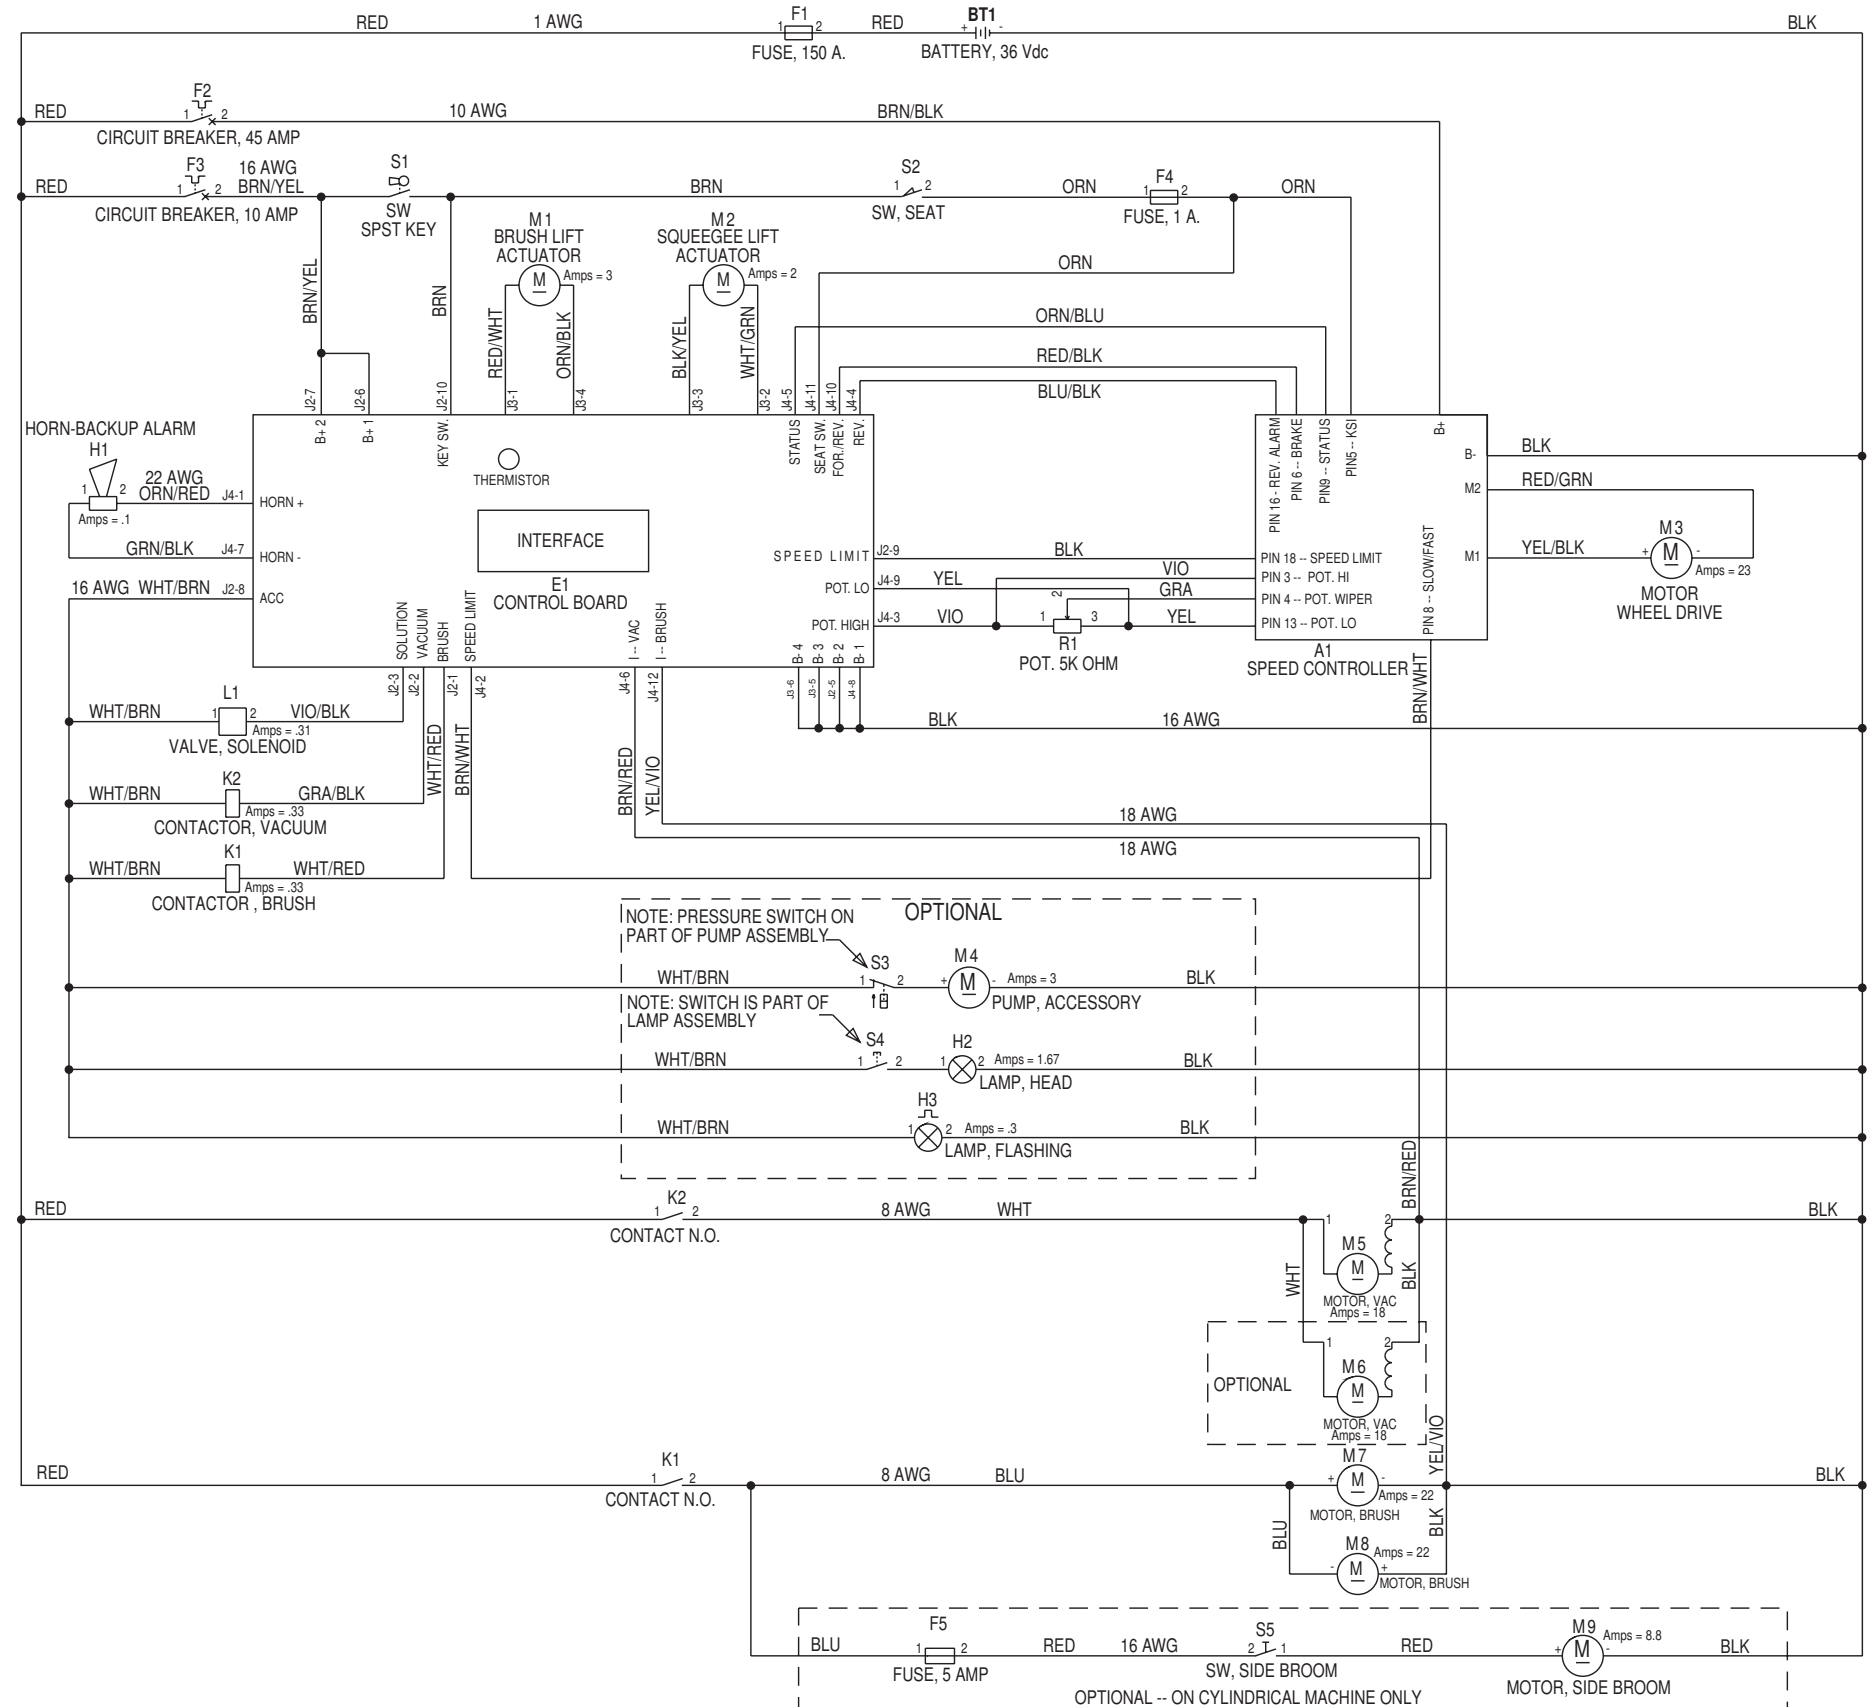 RED 1 AWG F1 RED BT1 BLK
1 2 + -
FUSE, 150 A. BATTERY, 36 Vdc
F2
RED 1 2 10 AWG BRN/BLK
CIRCUIT BREAKER, 45 AMP
F3 16 AWG S1 S2 F4
RED 1 2 BRN/YEL BRN 1 2 ORN 1 2 ORN
CIRCUIT BREAKER, 10 AMP
SW
SPST KEY
SW, SEAT
FUSE, 1 A.
M1
BRUSH LIFT
ACTUATOR
M Amps = 3
M2
SQUEEGEE LIFT
ACTUATOR
M Amps = 2
ORN
ORN/BLU
RED/BLK
BLU/BLK
BRN/YEL
BRN
RED/WHT
ORN/BLK
BLK/YEL
WHT/GRN
J2-7
J2-6
J2-10
J3-1
J3-4
J3-3
J3-2
J4-5
J4-11
J4-10
J4-4
B+ 2
B+ 1
KEY SW.
STATUS
SEAT SW.
FOR./REV.
REV.
THERMISTOR
INTERFACE
E1
CONTROL BOARD
HORN-BACKUP ALARM
H1
1 2
22 AWG
ORN/RED J4-1 HORN +
Amps = .1
GRN/BLK J4-7 HORN -
16 AWG WHT/BRN J2-8 ACC
SOLUTION
VACUUM
BRUSH
SPEED LIMIT
I -- VAC
I -- BRUSH
J2-3
J2-2
J2-1
J4-2
J4-6
J4-12
SPEED LIMIT J2-9 BLK
POT. LO J4-9 YEL
POT. HIGH J4-3 VIO
B- 4
B- 3
B- 2
B- 1
J3-6
J3-5
J2-5
J4-8
VIO
GRA
YEL
1 2 3
R1
POT. 5K OHM
PIN 16 - REV. ALARM
PIN 6 -- BRAKE
PIN9 -- STATUS
PIN5 -- KSI
B+
B-
M2
M1
PIN 18 -- SPEED LIMIT
PIN 3 -- POT. HI
PIN 4 -- POT. WIPER
PIN 13 -- POT. LO
PIN 8 -- SLOW/FAST
A1
SPEED CONTROLLER
BRN/WHT
BLK
RED/GRN
YEL/BLK
M3
+ M -
Amps = 23
MOTOR
WHEEL DRIVE
L1
WHT/BRN 1 2 VIO/BLK
Amps = .31
VALVE, SOLENOID
K2
WHT/BRN GRA/BLK
Amps = .33
CONTACTOR, VACUUM
K1
WHT/BRN WHT/RED
Amps = .33
CONTACTOR , BRUSH
WHT/RED
BRN/WHT
BRN/RED
YEL/VIO
BLK 16 AWG
18 AWG
18 AWG
OPTIONAL
NOTE: PRESSURE SWITCH ON
PART OF PUMP ASSEMBLY
WHT/BRN 1 S3 2 + M4 M - Amps = 3 BLK
PUMP, ACCESSORY
NOTE: SWITCH IS PART OF
LAMP ASSEMBLY
WHT/BRN 1 S4 2 1 H2 2 Amps = 1.67 BLK
LAMP, HEAD
H3
WHT/BRN 1 2 Amps = .3 BLK
LAMP, FLASHING
RED 1 K2 2 8 AWG WHT 1 2 BLK
CONTACT N.O.
BRN/RED
WHT
M5
M
BLK
MOTOR, VAC
Amps = 18
OPTIONAL
1 2
M6
M
MOTOR, VAC
Amps = 18
YEL/VIO
RED 1 K1 2 8 AWG BLU + M7 M - BLK
CONTACT N.O.
Amps = 22
MOTOR, BRUSH
BLU
BLK
M8 Amps = 22
- M +
MOTOR, BRUSH
BLU 1 F5 2 RED 16 AWG 2 S5 1 RED + M9 M - Amps = 8.8 BLK
FUSE, 5 AMP
SW, SIDE BROOM
MOTOR, SIDE BROOM
OPTIONAL -- ON CYLINDRICAL MACHINE ONLY